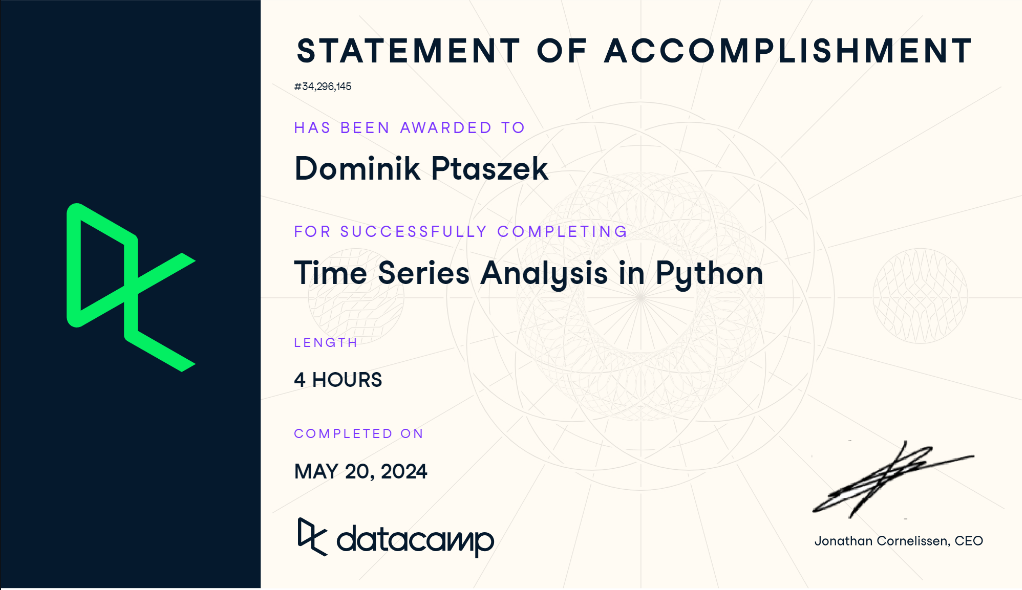 STATEMENT OF ACCOMPLISHMENT
#34,296,145
HAS BEEN AWARDED TO
Dominik Ptaszek
FOR SUCCESSFULLY COMPLETING
Time Series Analysis in Python
LENGTH
4 HOURS
COMPLETED ON
MAY 20, 2024
datacamp
Jonathan Cornelissen, CEO